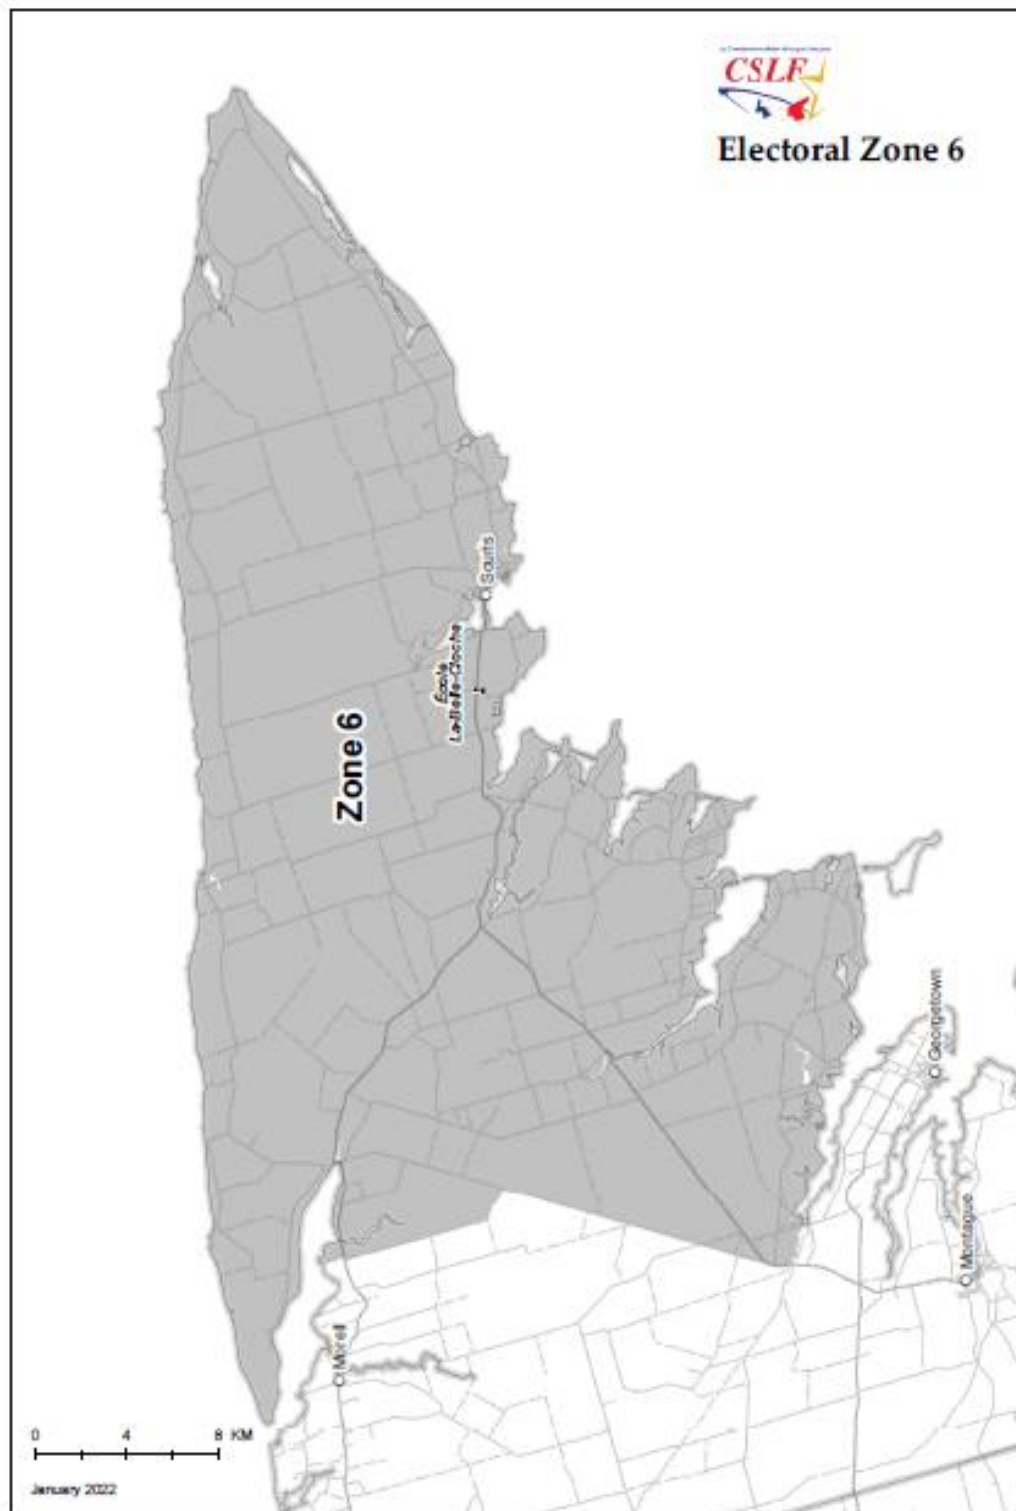 CSLF
Electoral Zone 6
Souris
École
La-Belle-Cloche
Zone 6
Georgetown
Montague
Morell
0 4 8 KM
January 2022